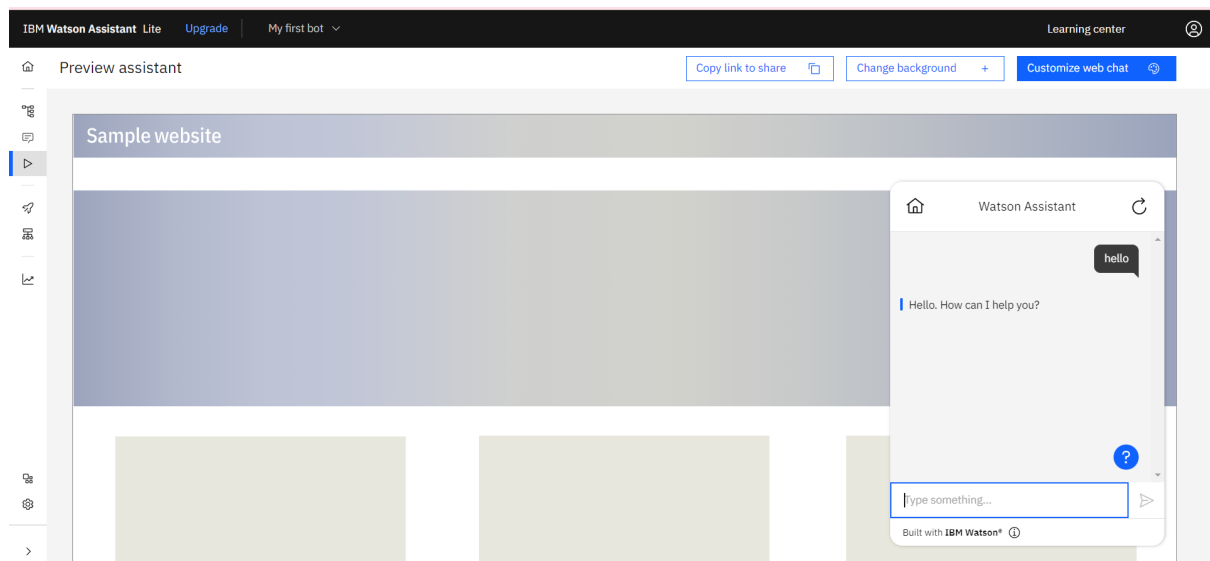 IBM Watson Assistant Lite Upgrade My first bot Learning center
Preview assistant Copy link to share Change background + Customize web chat
Sample website
Watson Assistant
hello
Hello. How can I help you?
?
Type something...
Built with IBM Watson®